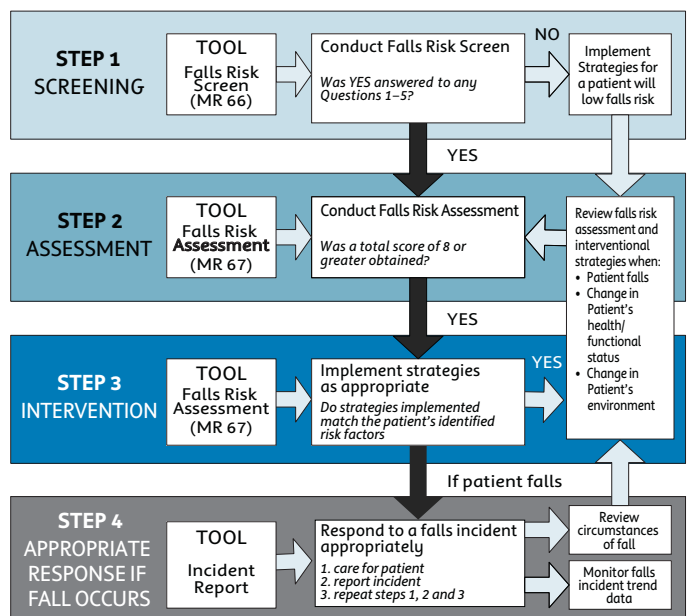 STEP 1
SCREENING
TOOL
Falls Risk
Screen
(MR 66)
Conduct Falls Risk Screen
Was YES answered to any
Questions 1–5?
NO
Implement
Strategies for
a patient will
low falls risk
YES
STEP 2
ASSESSMENT
TOOL
Falls Risk
Assessment
(MR 67)
Conduct Falls Risk Assessment
Was a total score of 8 or
greater obtained?
Review falls risk
assessment and
interventional
strategies when:
• Patient falls
• Change in
Patient's
health/
functional
status
• Change in
Patient's
environment
YES
STEP 3
INTERVENTION
TOOL
Falls Risk
Assessment
(MR 67)
Implement strategies
as appropriate
Do strategies implemented
match the patient's identified
risk factors
YES
If patient falls
STEP 4
APPROPRIATE
RESPONSE IF
FALL OCCURS
TOOL
Incident
Report
Respond to a falls incident
appropriately
1. care for patient
2. report incident
3. repeat steps 1, 2 and 3
Review
circumstances
of fall
Monitor falls
incident trend
data